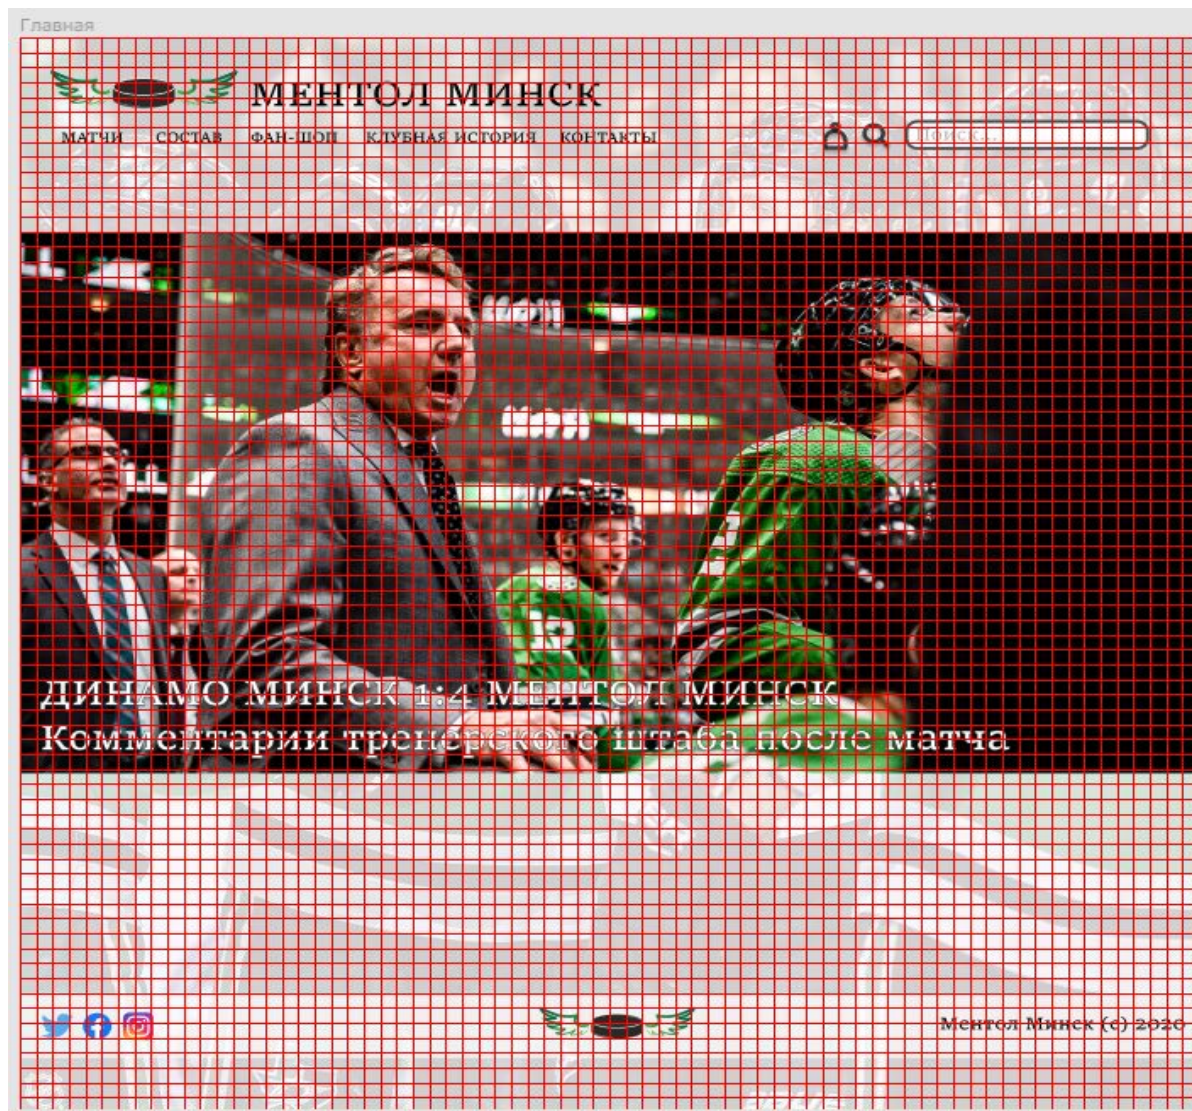 Главная
МЕНТОЛ МИНСК
МАТЧИ СОСТАВ ФАН-ШОП КЛУБНАЯ ИСТОРИЯ КОНТАКТЫ
Поиск...
ДИНАМО МИНСК 1:4 МЕНТОЛ МИНСК
Комментарии тренерского штаба после матча
Ментол Минск (с) 2020